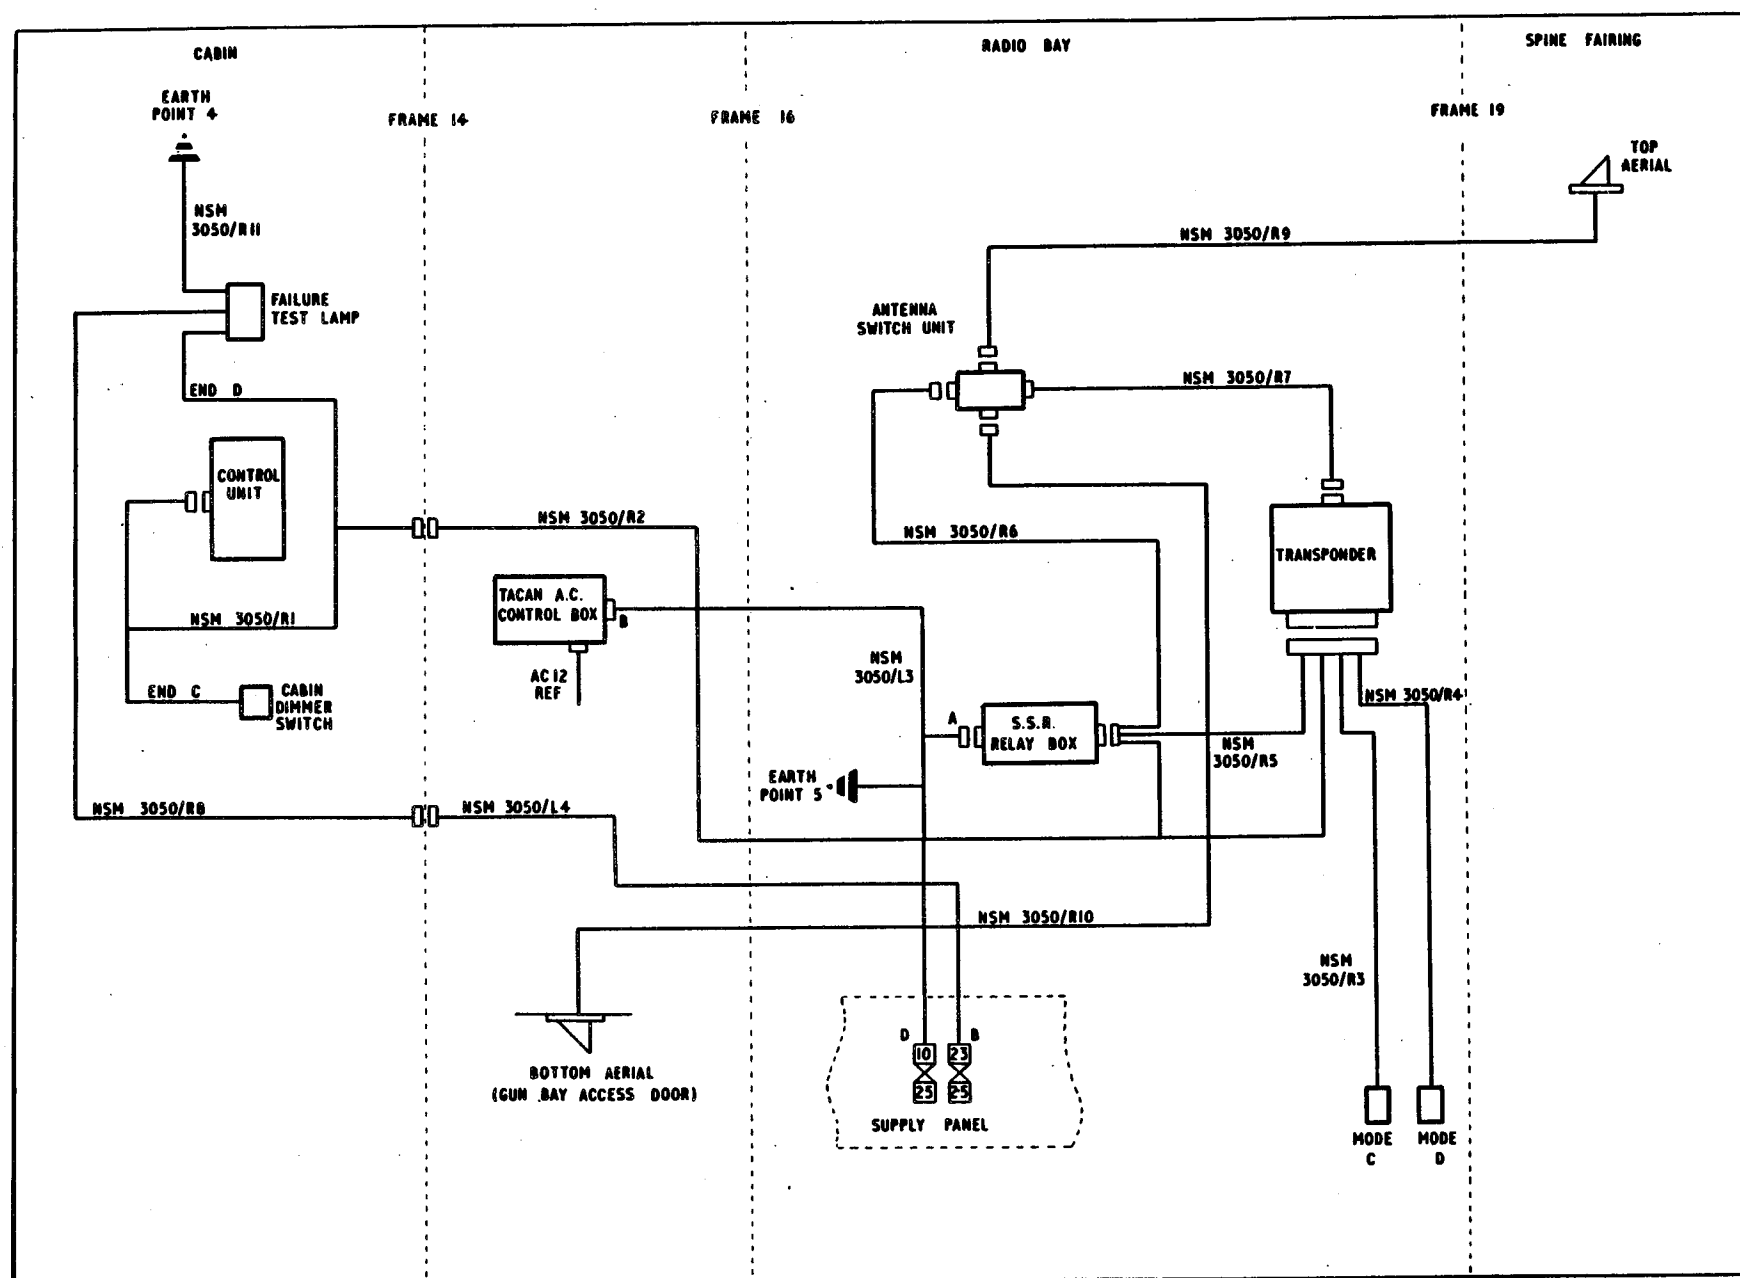 CABIN
RADIO BAY
SPINE FAIRING
EARTH
POINT 4
FRAME 14
FRAME 16
FRAME 19
TOP
AERIAL
NSM
3050/R11
NSM 3050/R9
FAILURE
TEST LAMP
ANTENNA
SWITCH UNIT
END D
NSM 3050/R7
CONTROL
UNIT
NSM 3050/R2
NSM 3050/R6
TRANSPONDER
TACAN A.C.
CONTROL BOX
B
NSM 3050/R1
AC 12
REF
NSM
3050/L3
END C
CABIN
DIMMER
SWITCH
A
S.S.R.
RELAY BOX
NSM 3050/R4
NSM
3050/R5
EARTH
POINT 5
NSM 3050/R8
NSM 3050/L4
NSM 3050/R10
NSM
3050/R3
D
B
10
23
25
25
BOTTOM AERIAL
(GUN BAY ACCESS DOOR)
SUPPLY PANEL
MODE
C
MODE
D